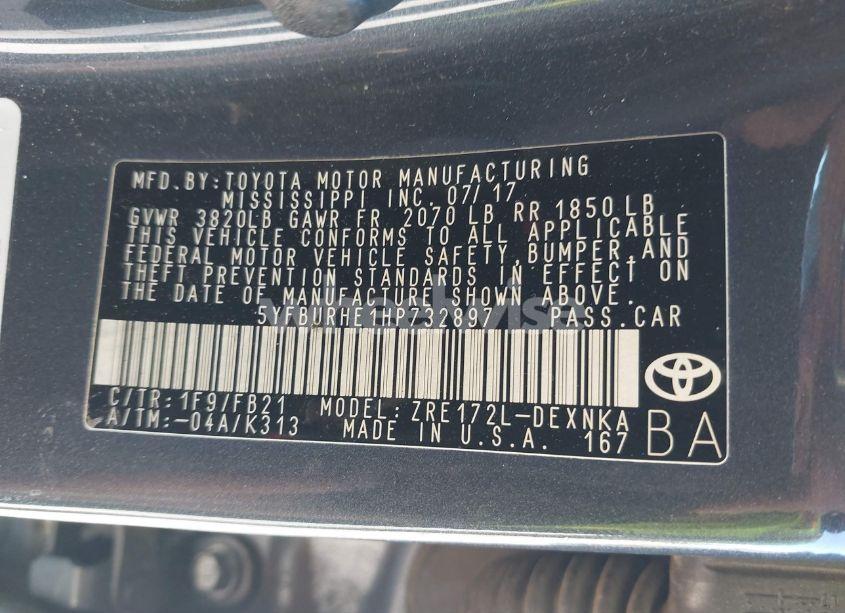 MFD.BY:TOYOTA MOTOR MANUFACTURING
MISSISSIPPI INC. 07/17
GVWR 3820LB GAWR FR 2070 LB RR 1850 LB
THIS VEHICLE CONFORMS TO ALL APPLICABLE
FEDERAL MOTOR VEHICLE SAFETY, BUMPER, AND
THEFT PREVENTION STANDARDS IN EFFECT ON
THE DATE OF MANUFACTURE SHOWN ABOVE.
5YFBURHE1HP732897 PASS.CAR
C/TR: 1F9/FB21 MODEL: ZRE172L-DEXNKA
A/TM:-04A/K313 MADE IN U.S.A. 167
BA